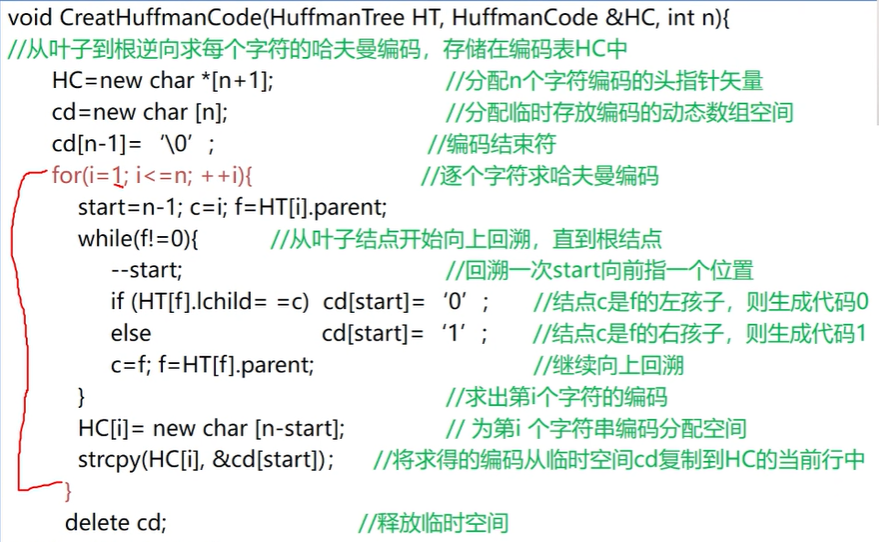 void CreatHuffmanCode(HuffmanTree HT, HuffmanCode &HC, int n){
//从叶子到根逆向求每个字符的哈夫曼编码，存储在编码表HC中
HC=new char *[n+1]; //分配n个字符编码的头指针矢量
cd=new char [n]; //分配临时存放编码的动态数组空间
cd[n-1]= ‘\0’; //编码结束符
for(i=1; i<=n; ++i){ //逐个字符求哈夫曼编码
start=n-1; c=i; f=HT[i].parent;
while(f!=0){ //从叶子结点开始向上回溯，直到根结点
--start; //回溯一次start向前指一个位置
if (HT[f].lchild= =c) cd[start]= ‘0’; //结点c是f的左孩子，则生成代码0
else cd[start]= ‘1’; //结点c是f的右孩子，则生成代码1
c=f; f=HT[f].parent; //继续向上回溯
} //求出第i个字符的编码
HC[i]= new char [n-start]; // 为第i 个字符串编码分配空间
strcpy(HC[i], &cd[start]); //将求得的编码从临时空间cd复制到HC的当前行中
}
delete cd; //释放临时空间